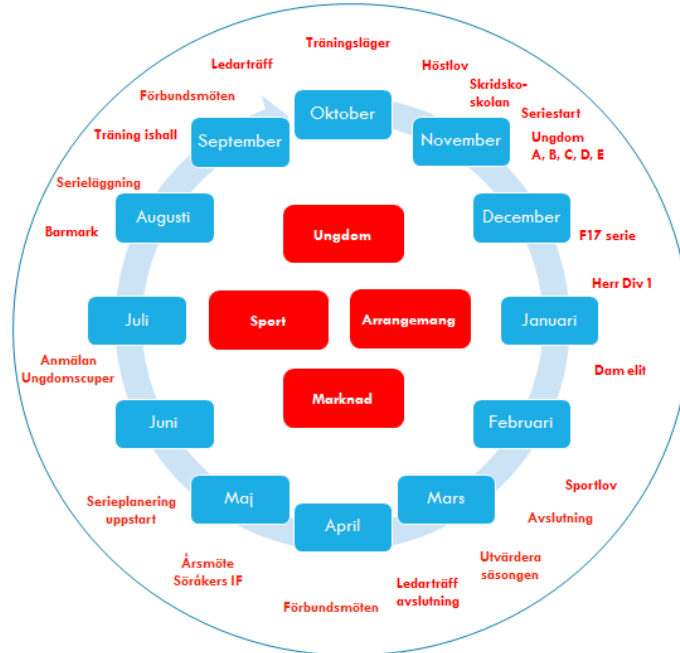 Träningsläger
Ledarträff
Höstlov
Skridsko-
skolan
Förbundsmöten
Seriestart
Oktober
Träning ishall
September
November
Ungdom
A, B, C, D, E
Serieläggning
Augusti
Ungdom
December
Barmark
F17 serie
Herr Div 1
Juli
Sport
Arrangemang
Januari
Anmälan
Ungdomscuper
Dam elit
Marknad
Juni
Februari
Sportlov
Serieplanering
uppstart
Maj
Mars
April
Avslutning
Årsmöte
Söråkers IF
Utvärdera
säsongen
Förbundsmöten
Ledarträff
avslutning